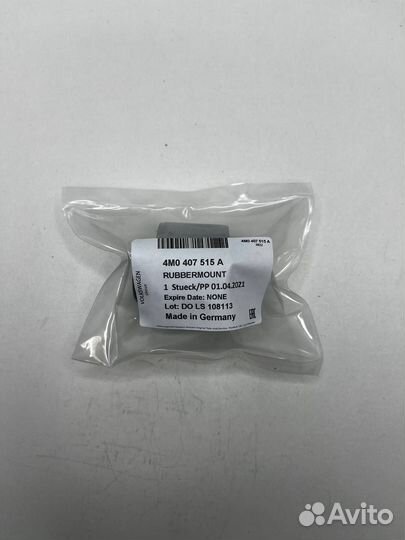 4M0 407 515 A
4M0 407 515 A
RUBBERMOUNT
1 Stueck/PP 01.04.2021
Expire Date: NONE
Lot: DO LS 108113
Made in Germany
VOLKSWAGEN
EAC
Avito